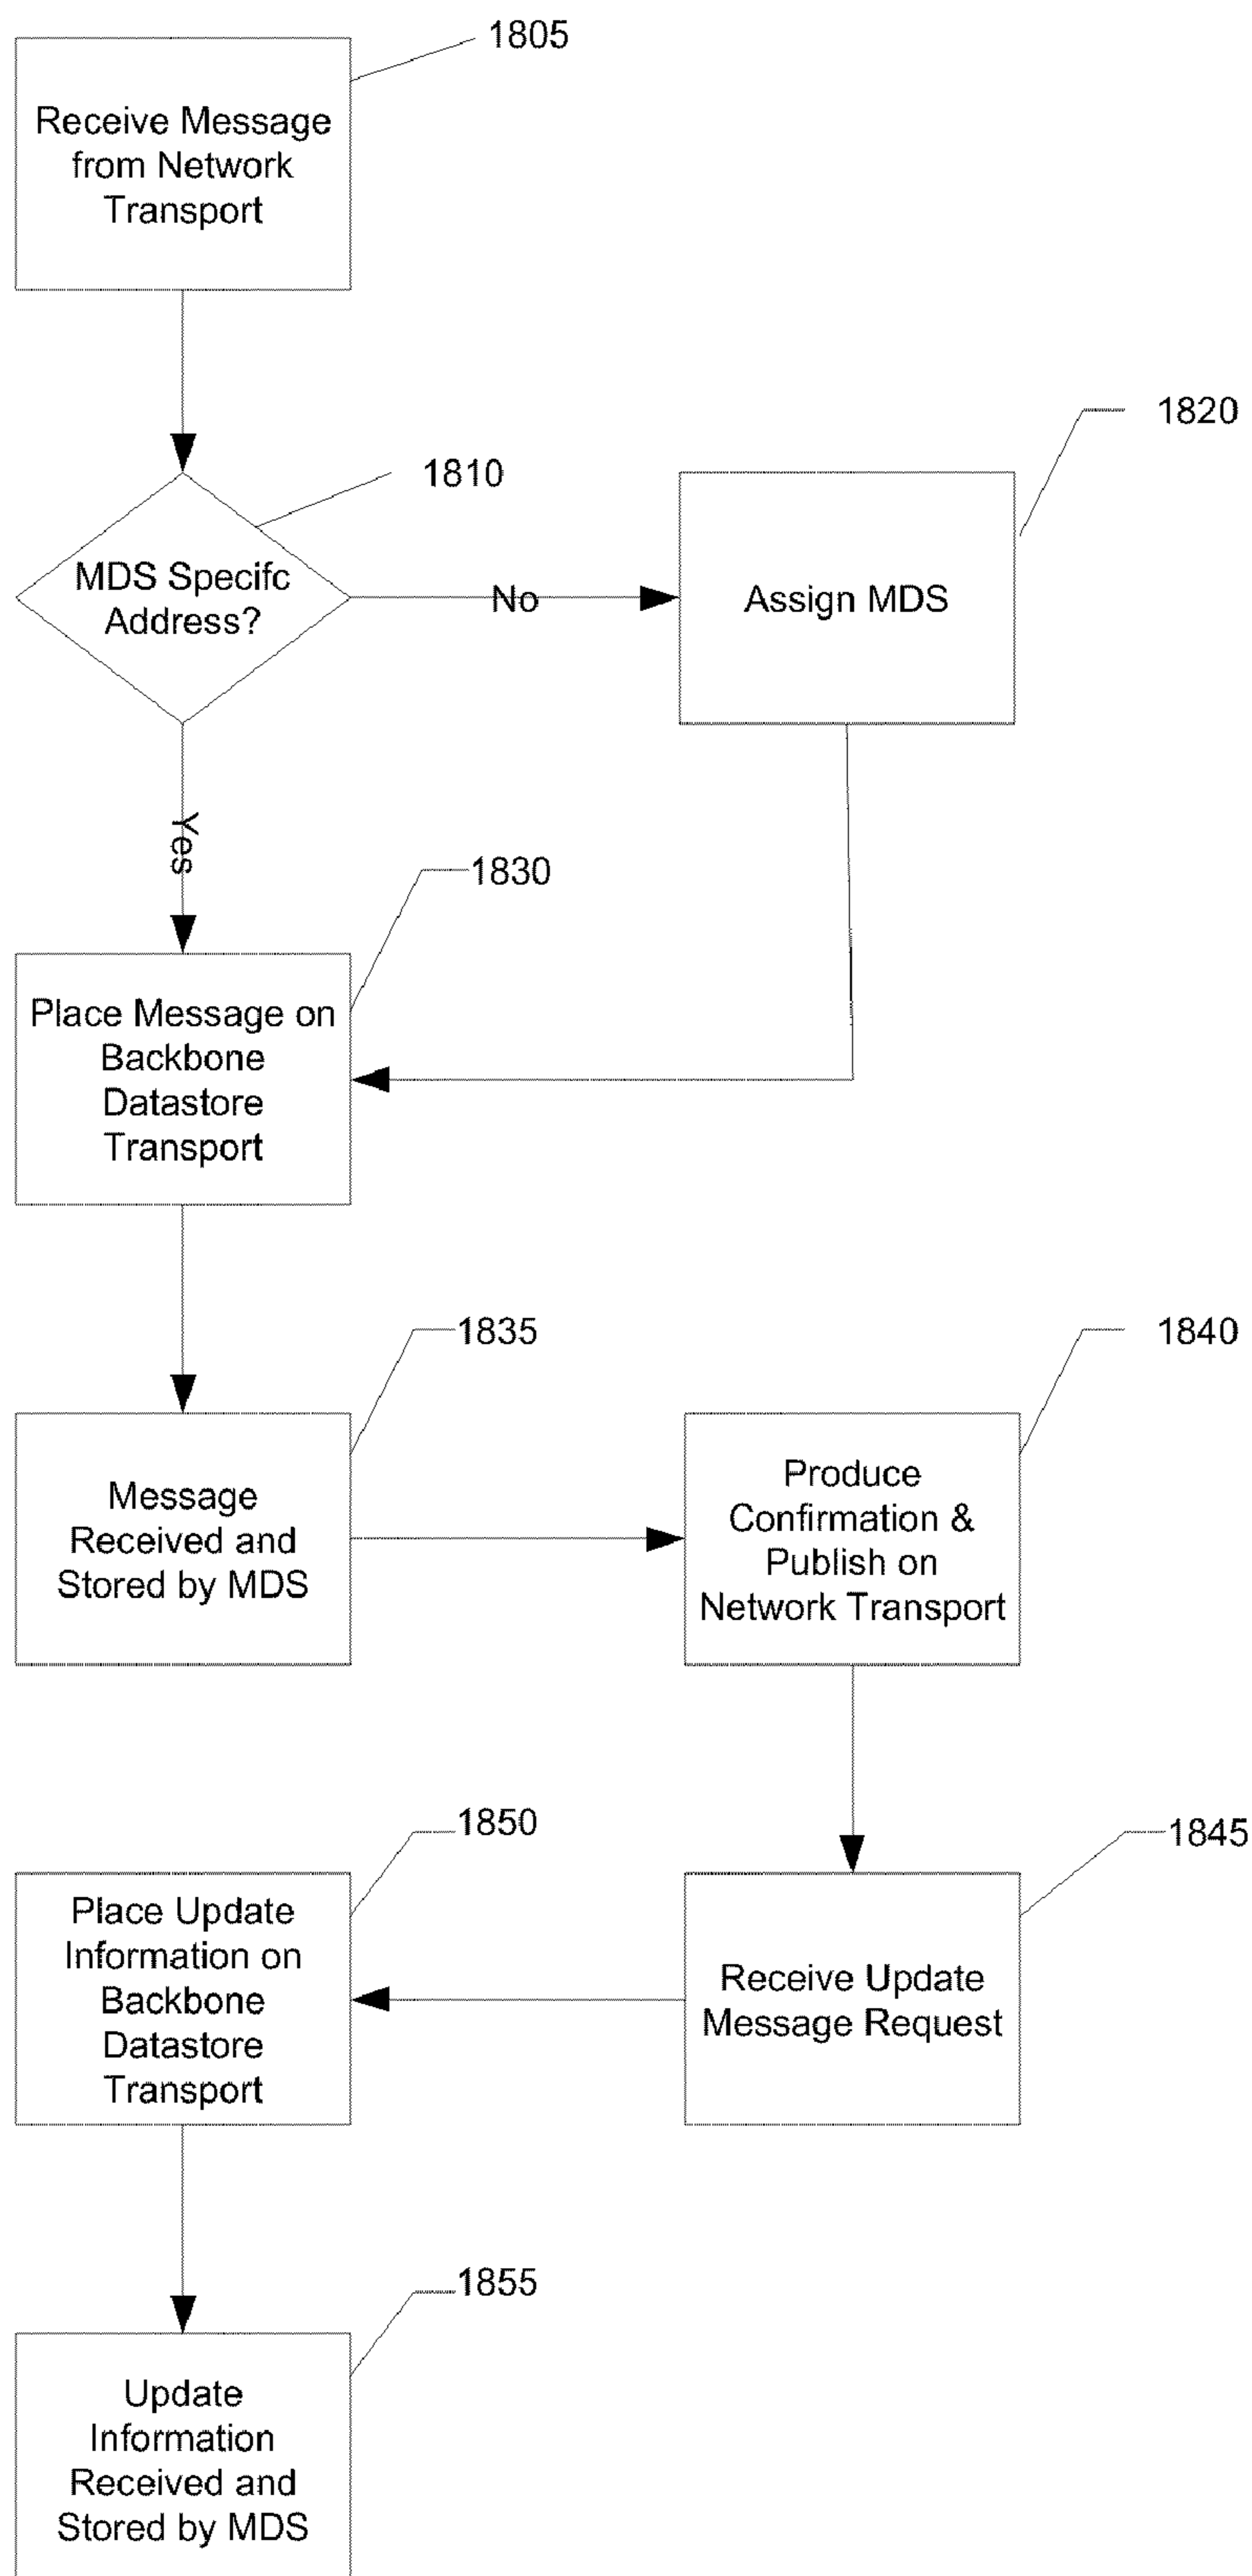 1805
Receive Message
from Network
Transport
1810
MDS Specifc
Address?
No
1820
Assign MDS
Yes
1830
Place Message on
Backbone
Datastore
Transport
1835
Message
Received and
Stored by MDS
1840
Produce
Confirmation &
Publish on
Network Transport
1845
Receive Update
Message Request
1850
Place Update
Information on
Backbone
Datastore
Transport
1855
Update
Information
Received and
Stored by MDS